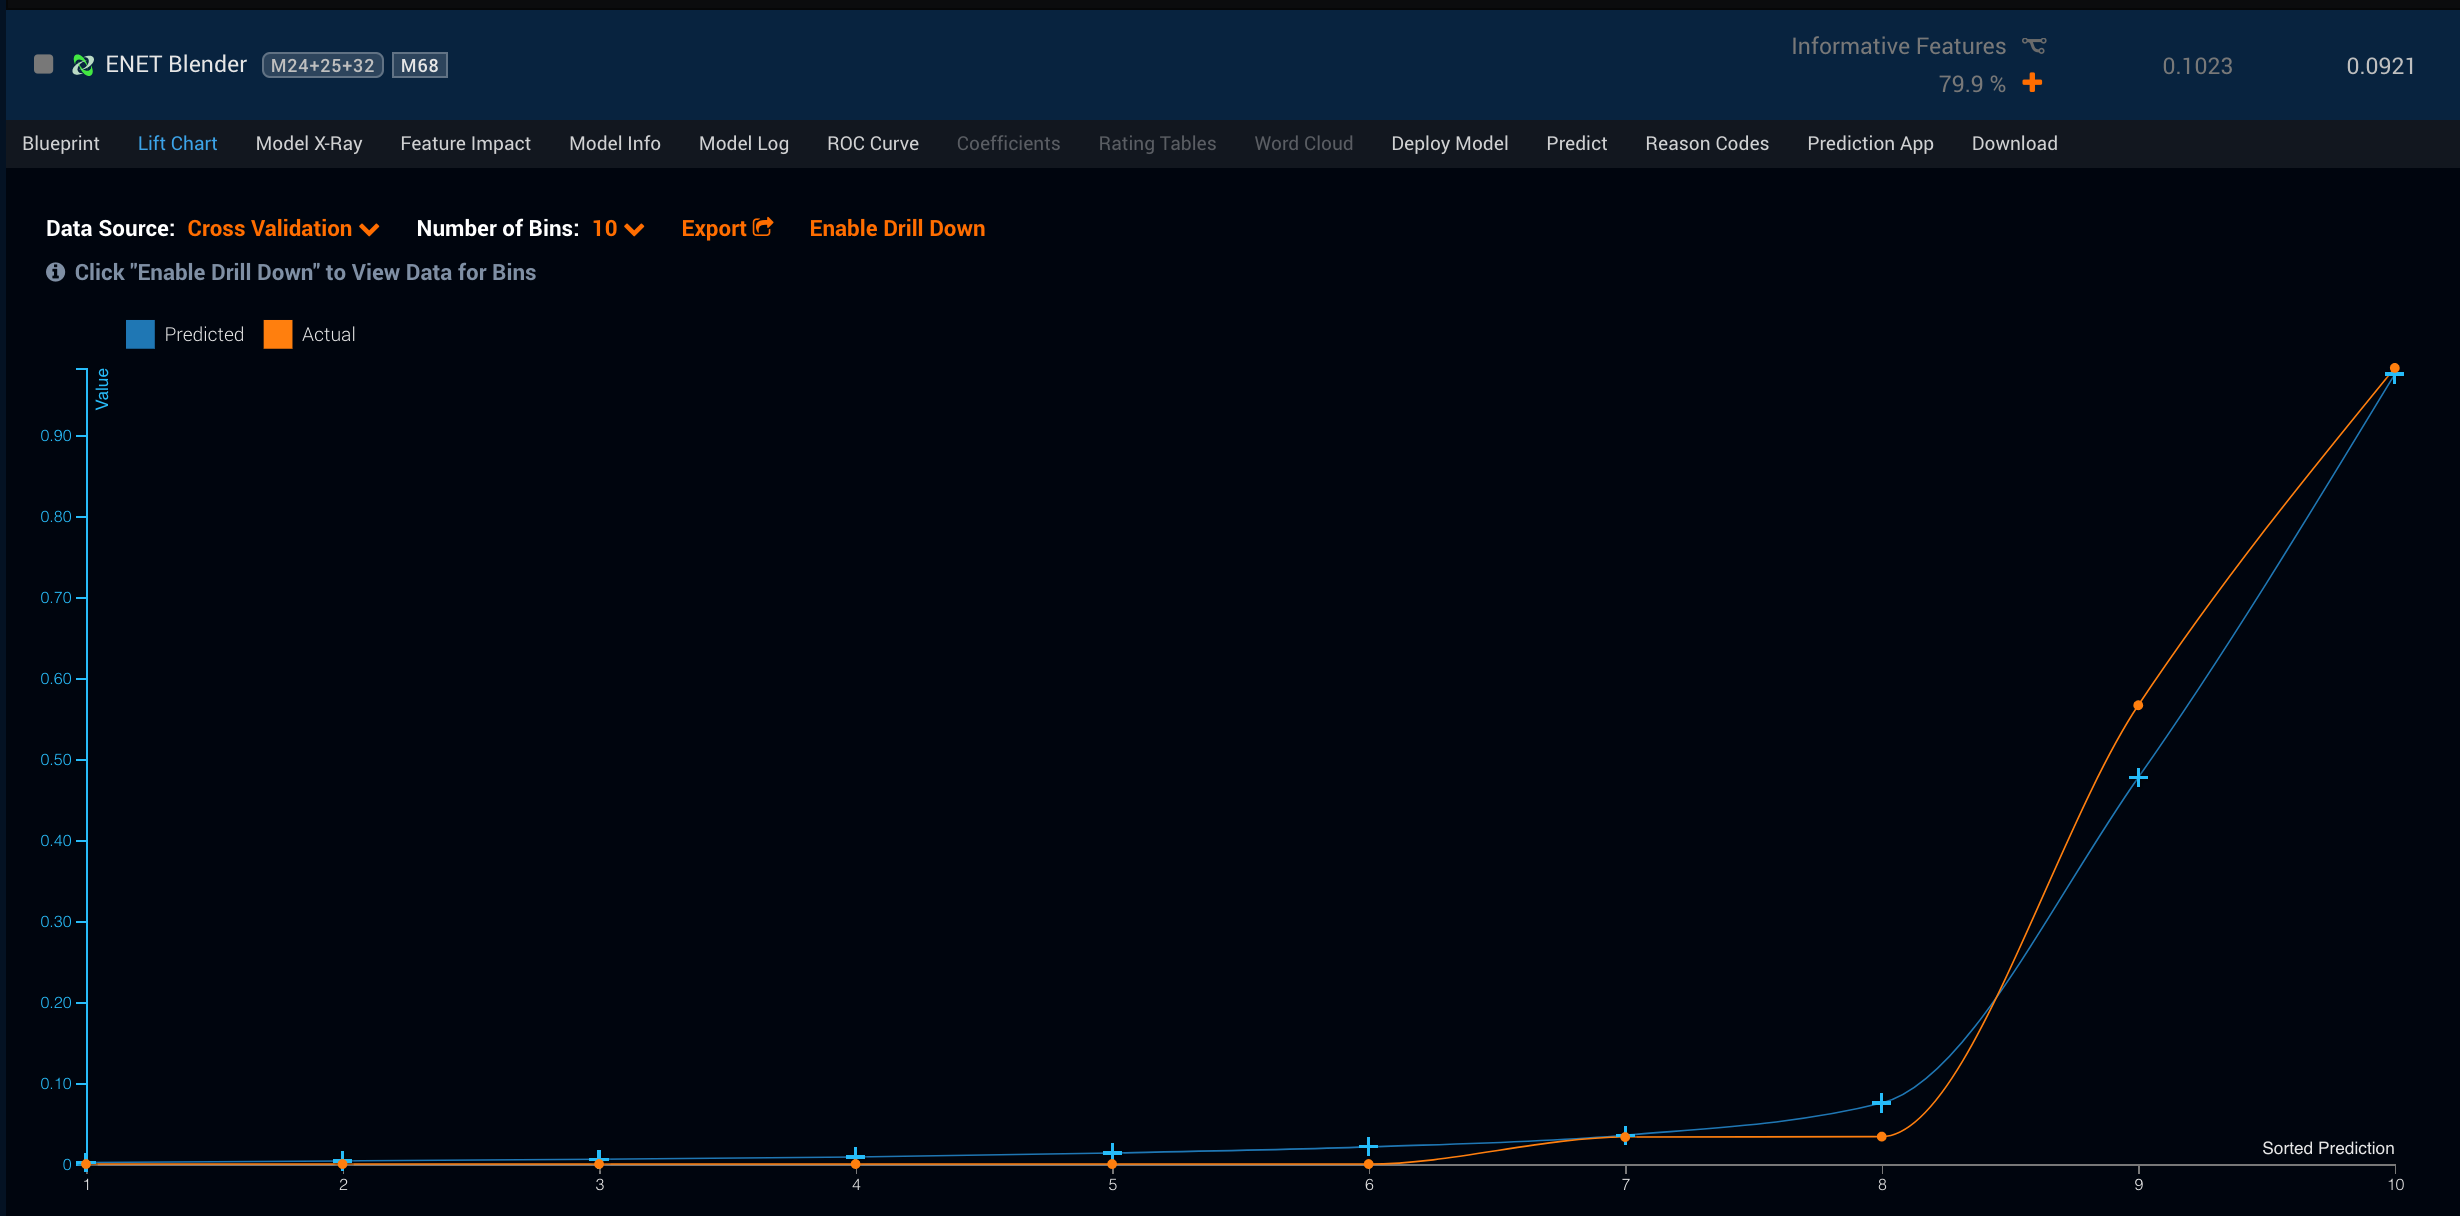 ENET Blender M24+25+32 M68
Informative Features
79.9 %
0.1023 0.0921
Blueprint Lift Chart Model X-Ray Feature Impact Model Info Model Log ROC Curve Coefficients Rating Tables Word Cloud Deploy Model Predict Reason Codes Prediction App Download
Data Source: Cross Validation Number of Bins: 10 Export Enable Drill Down
Click "Enable Drill Down" to View Data for Bins
Predicted Actual
Value
0.90
0.80
0.70
0.60
0.50
0.40
0.30
0.20
0.10
0
Sorted Prediction
1 2 3 4 5 6 7 8 9 10